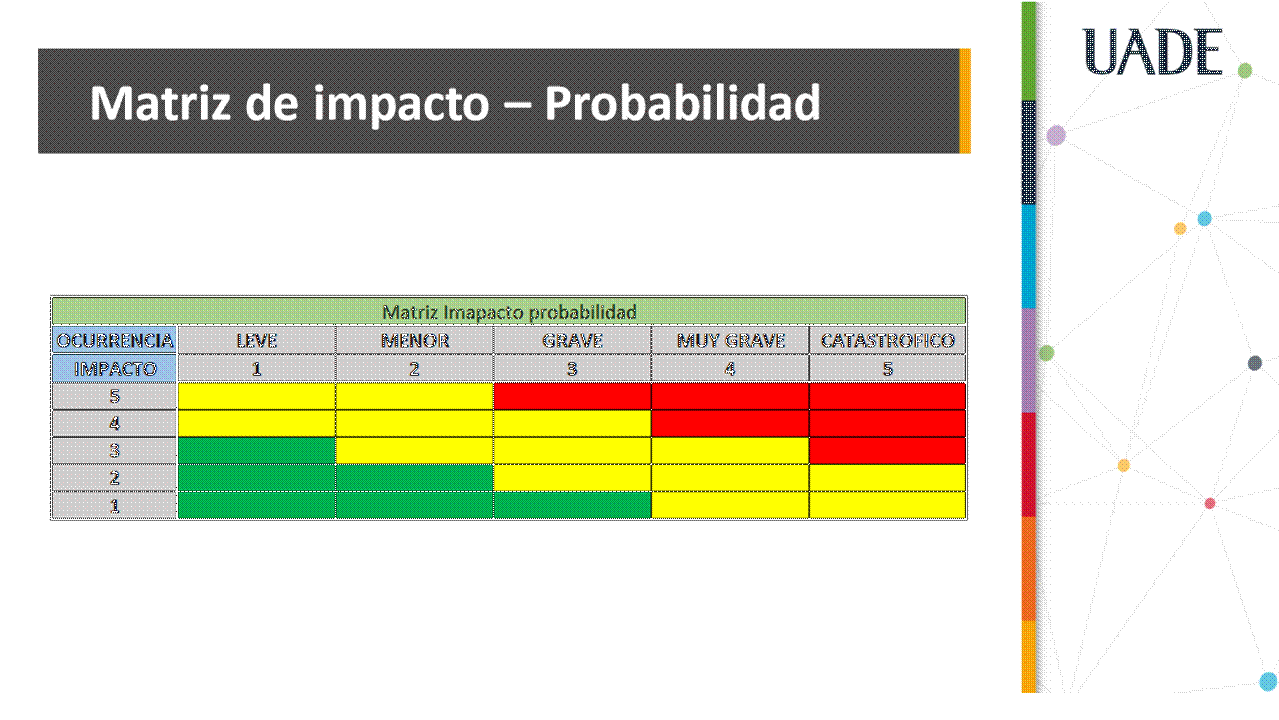 UADE
Matriz de impacto – Probabilidad
Matriz Imapacto probabilidad
OCURRENCIA LEVE MENOR GRAVE MUY GRAVE CATASTROFICO
IMPACTO 1 2 3 4 5
5
4
3
2
1